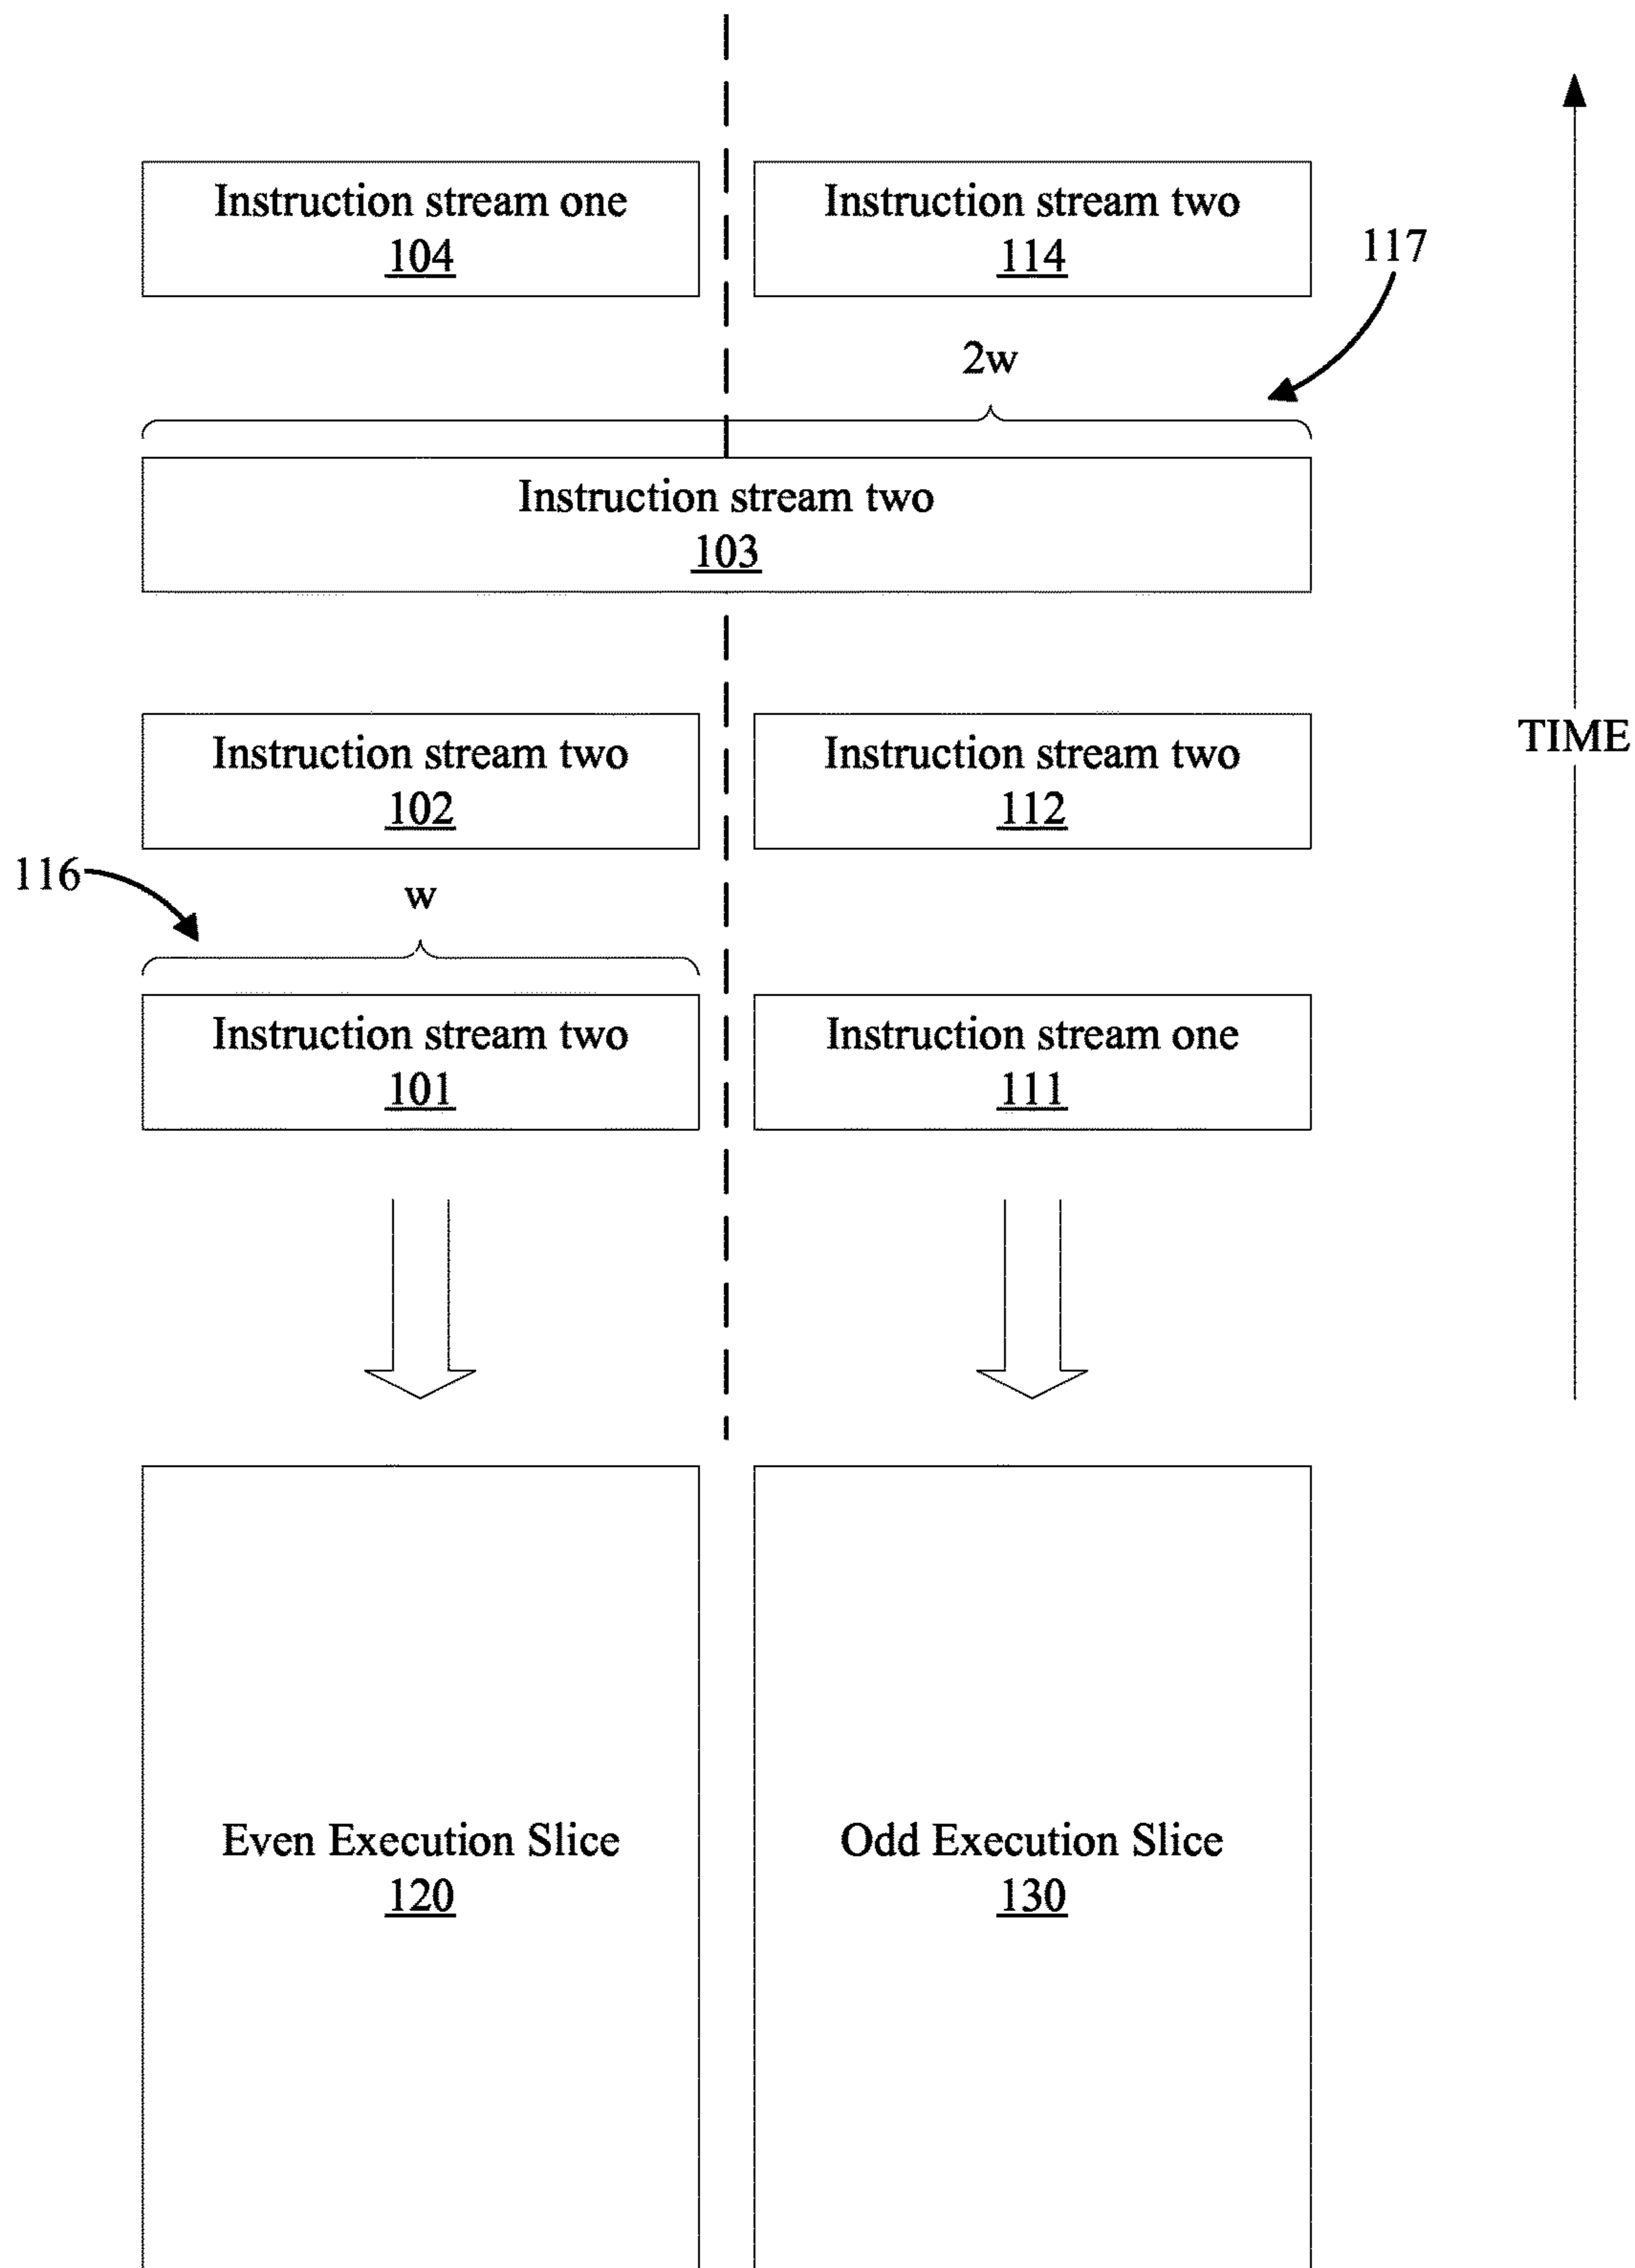 Instruction stream one
104
Instruction stream two
114
117
2w
Instruction stream two
103
TIME
Instruction stream two
102
Instruction stream two
112
116
w
Instruction stream two
101
Instruction stream one
111
Even Execution Slice
120
Odd Execution Slice
130